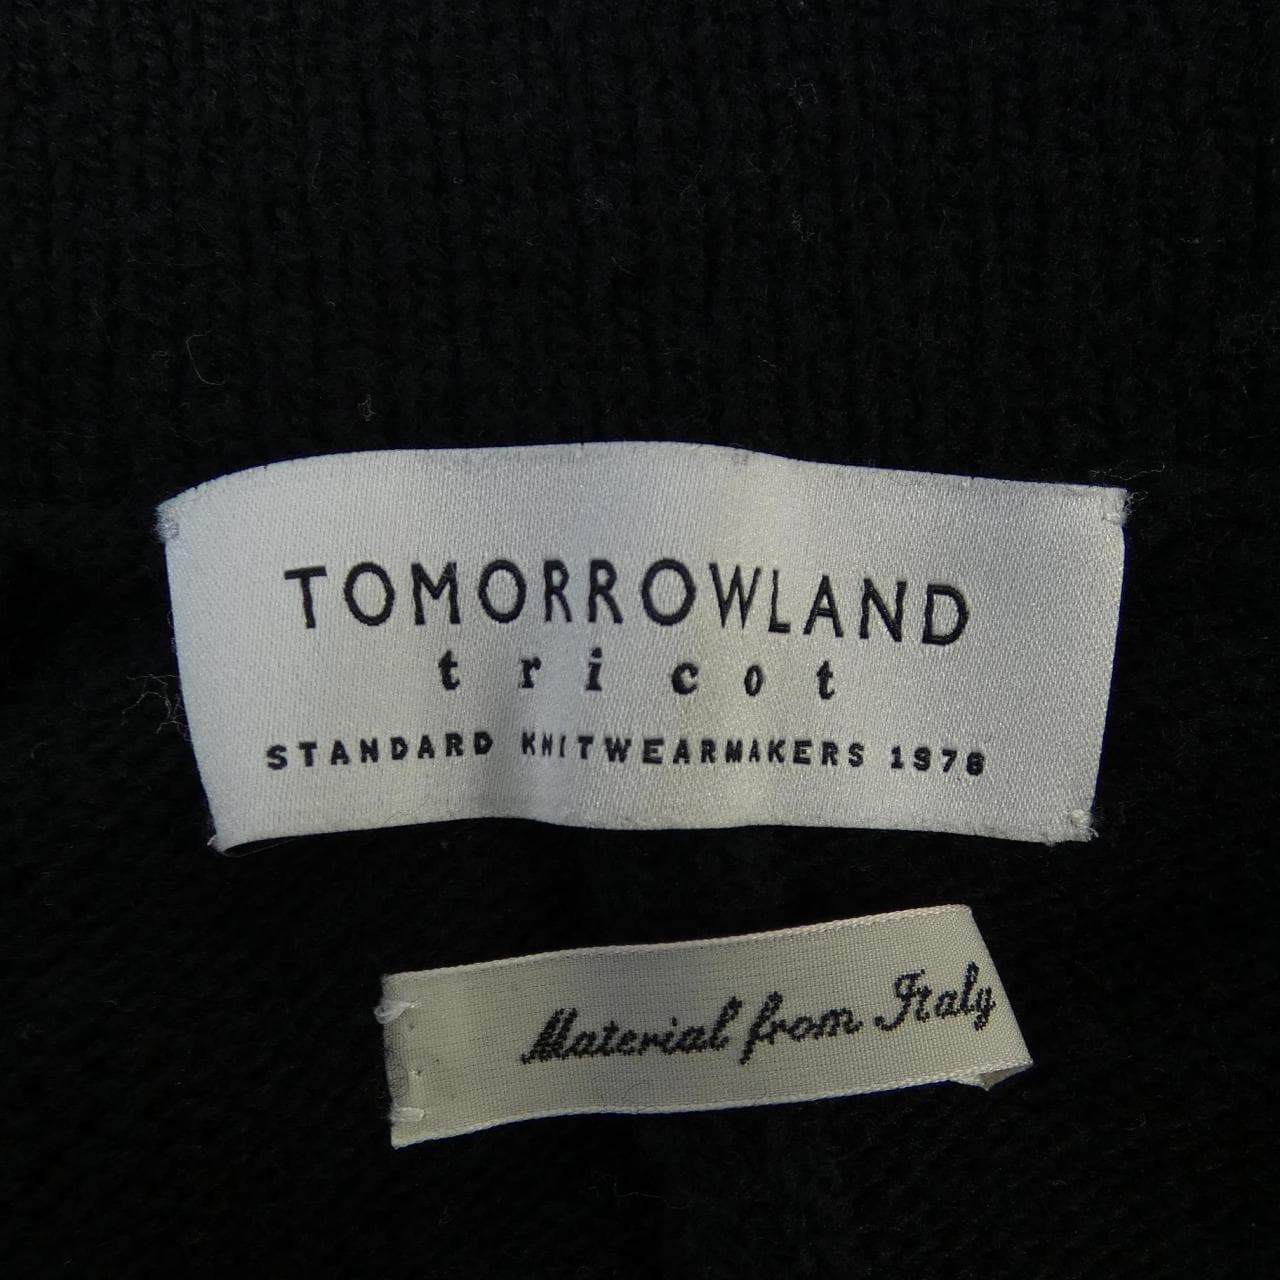 TOMORROWLAND
tricot
STANDARD KNITWEARMAKERS 1978
Material from Italy